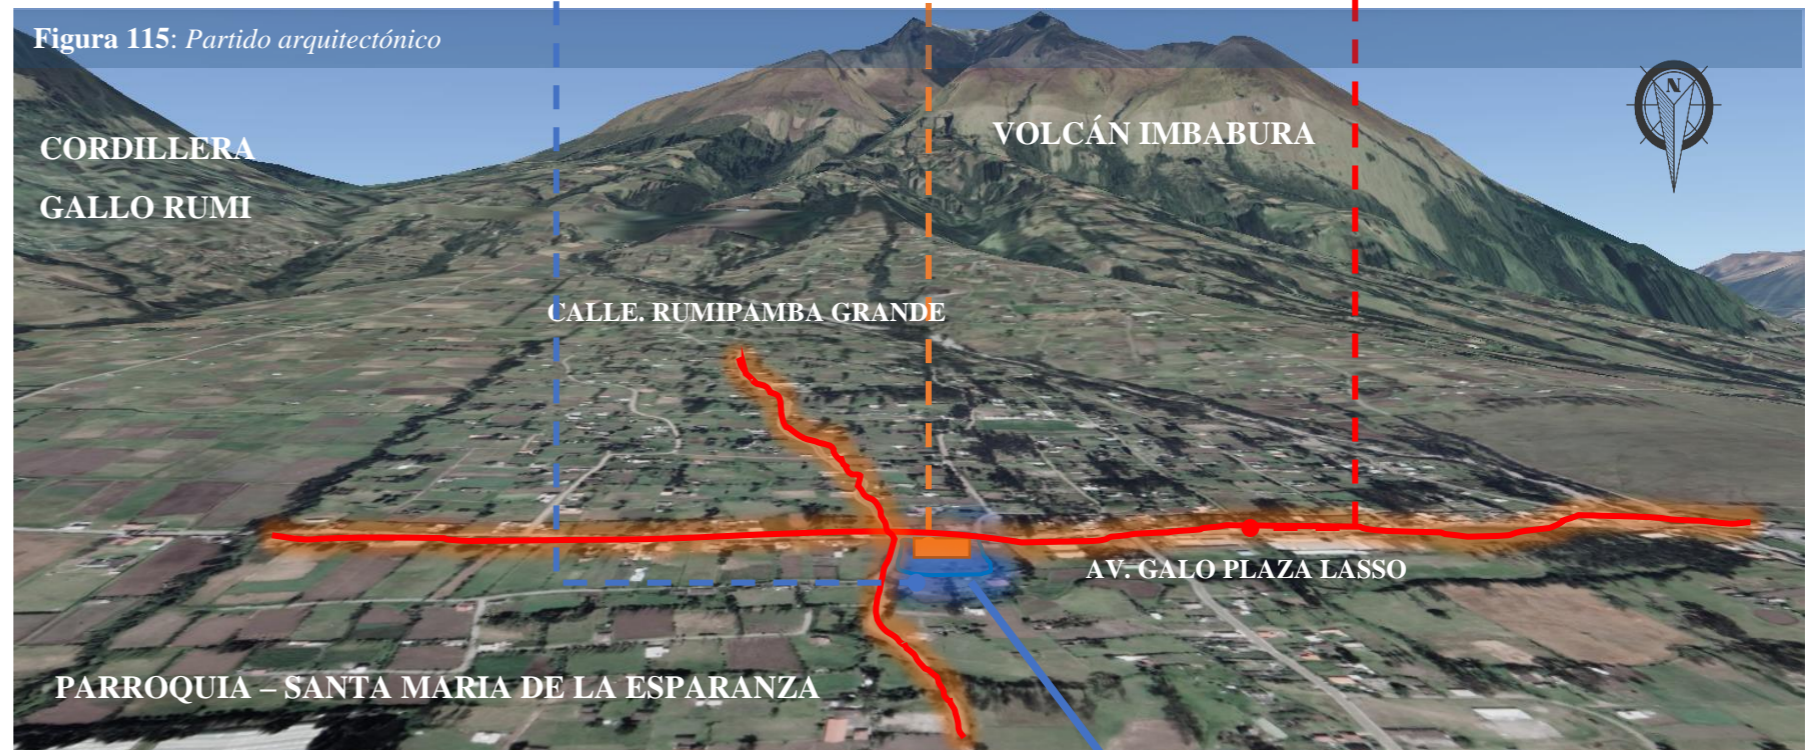 Figura 115: Partido arquitectónico
N
CORDILLERA
GALLO RUMI
VOLCÁN IMBABURA
CALLE. RUMIPAMBA GRANDE
AV. GALO PLAZA LASSO
PARROQUIA – SANTA MARIA DE LA ESPARANZA